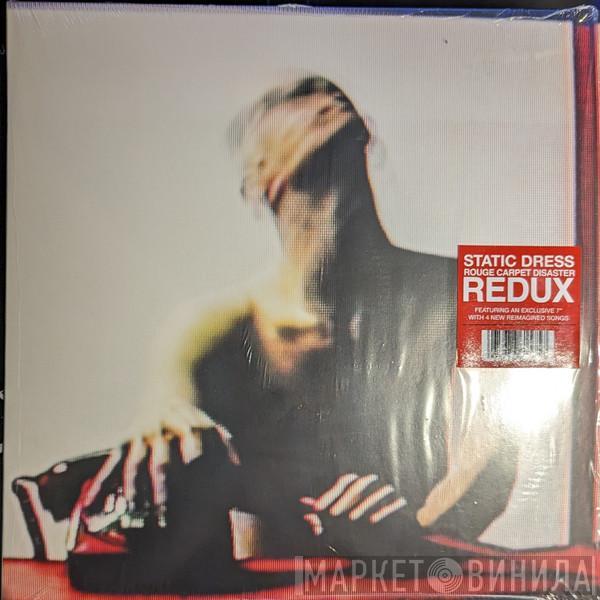 STATIC DRESS
ROUGE CARPET DISASTER
REDUX
FEATURING AN EXCLUSIVE 7"
WITH 4 NEW REIMAGINED SONGS
МАРКЕТ ВИНИЛА